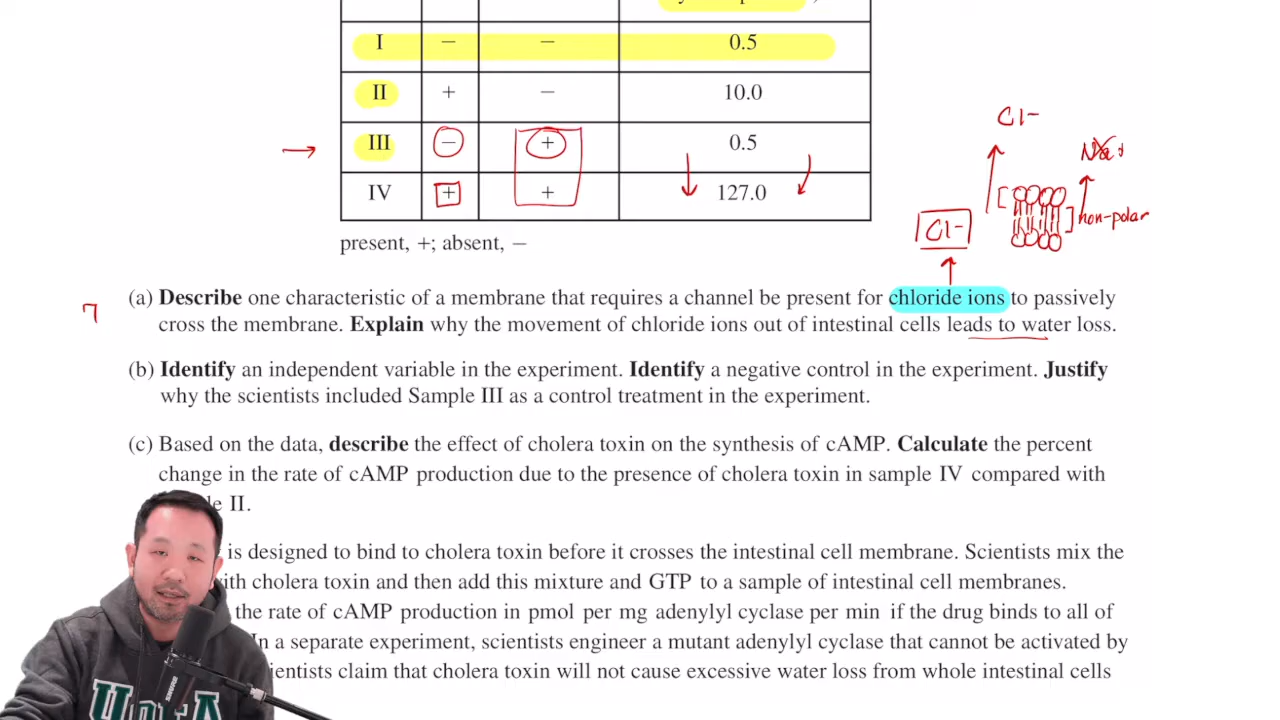 I − − 0.5
II + − 10.0
III − + 0.5
IV + + 127.0
present, +; absent, −
Cl-
Na+
Cl-
non-polar
(a) Describe one characteristic of a membrane that requires a channel be present for chloride ions to passively
cross the membrane. Explain why the movement of chloride ions out of intestinal cells leads to water loss.
(b) Identify an independent variable in the experiment. Identify a negative control in the experiment. Justify
why the scientists included Sample III as a control treatment in the experiment.
(c) Based on the data, describe the effect of cholera toxin on the synthesis of cAMP. Calculate the percent
change in the rate of cAMP production due to the presence of cholera toxin in sample IV compared with
II.
is designed to bind to cholera toxin before it crosses the intestinal cell membrane. Scientists mix the
with cholera toxin and then add this mixture and GTP to a sample of intestinal cell membranes.
the rate of cAMP production in pmol per mg adenylyl cyclase per min if the drug binds to all of
In a separate experiment, scientists engineer a mutant adenylyl cyclase that cannot be activated by
scientists claim that cholera toxin will not cause excessive water loss from whole intestinal cells